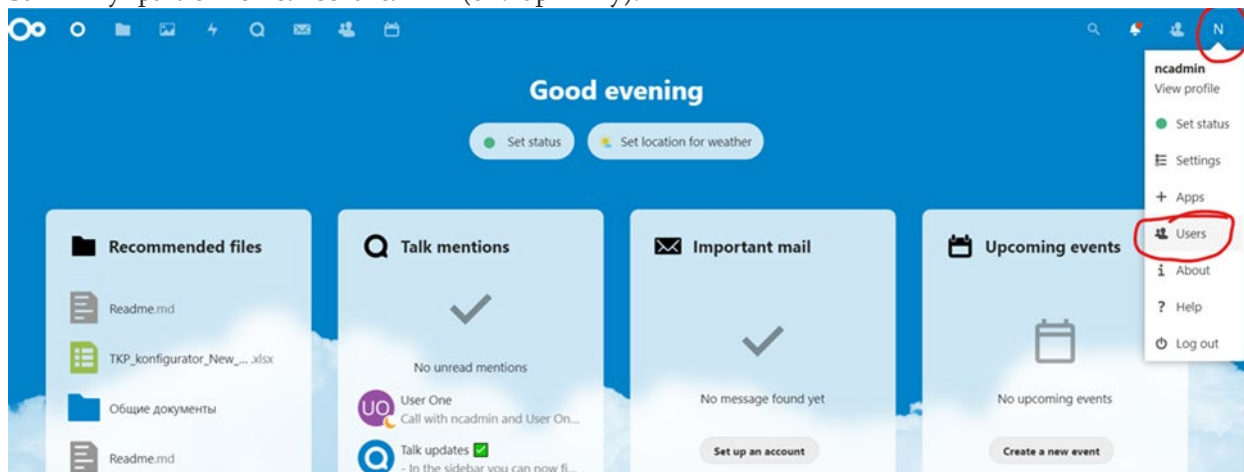 N
ncadmin
View profile
Set status
Settings
+ Apps
Users
About
Help
Log out
Good evening
Set status
Set location for weather
Recommended files
Readme.md
TKP_konfigurator_New_... .xlsx
Общие документы
Readme.md
Talk mentions
No unread mentions
UO
User One
Call with ncadmin and User On...
Talk updates ✅
- In the sidebar you can now fi...
Important mail
No message found yet
Set up an account
Upcoming events
No upcoming events
Create a new event